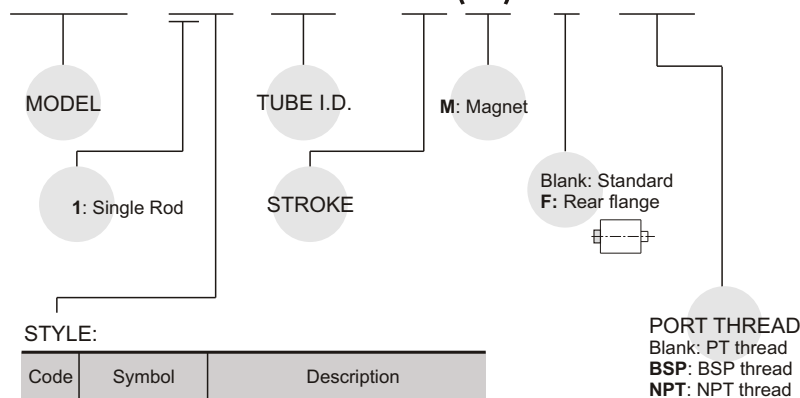 MODEL
TUBE I.D.
M: Magnet
1: Single Rod
STROKE
Blank: Standard
F: Rear flange
STYLE:
Code Symbol Description
PORT THREAD
Blank: PT thread
BSP: BSP thread
NPT: NPT thread